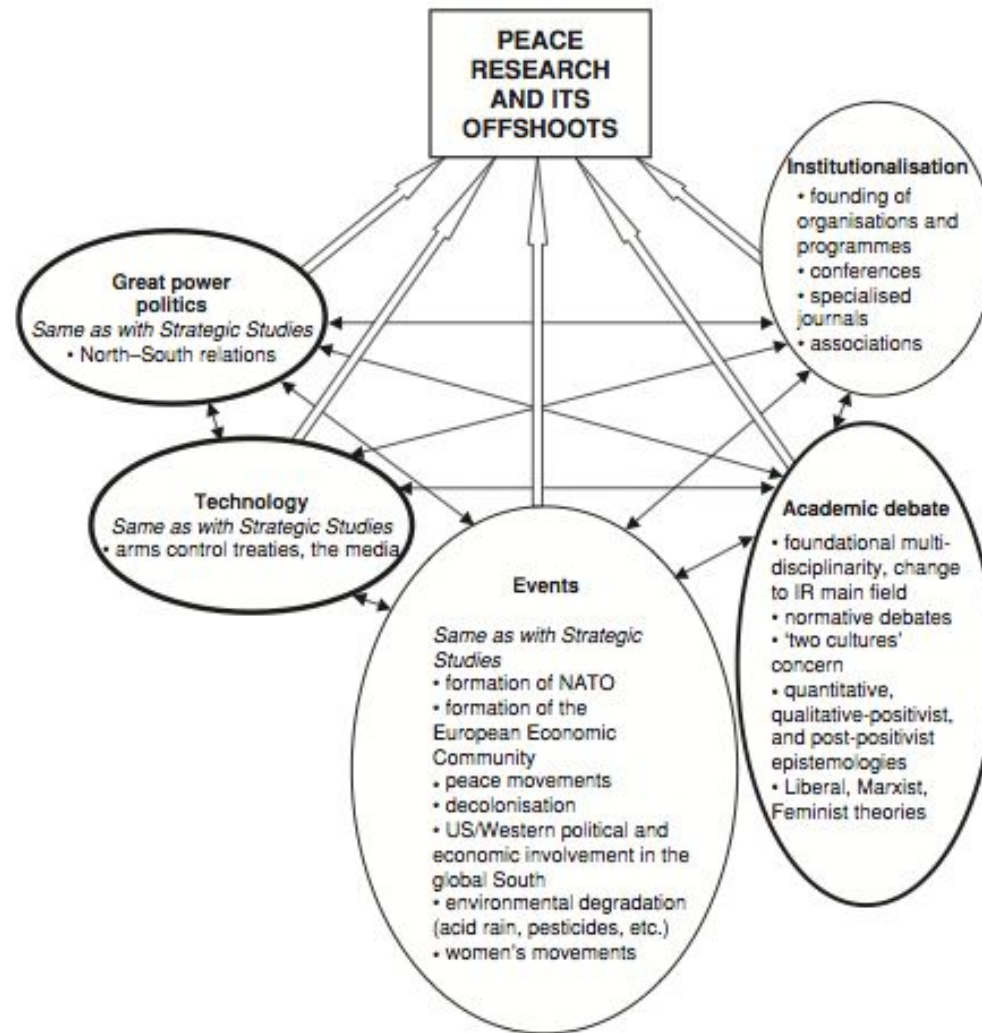 PEACE
RESEARCH
AND ITS
OFFSHOOTS
Institutionalisation
• founding of
organisations and
programmes
• conferences
• specialised
journals
• associations
Great power
politics
Same as with Strategic Studies
• North–South relations
Technology
Same as with Strategic Studies
• arms control treaties, the media
Events
Same as with Strategic
Studies
• formation of NATO
• formation of the
European Economic
Community
• peace movements
• decolonisation
• US/Western political and
economic involvement in the
global South
• environmental degradation
(acid rain, pesticides, etc.)
• women's movements
Academic debate
• foundational multi-
disciplinarity, change
to IR main field
• normative debates
• 'two cultures'
concern
• quantitative,
qualitative-positivist,
and post-positivist
epistemologies
• Liberal, Marxist,
Feminist theories